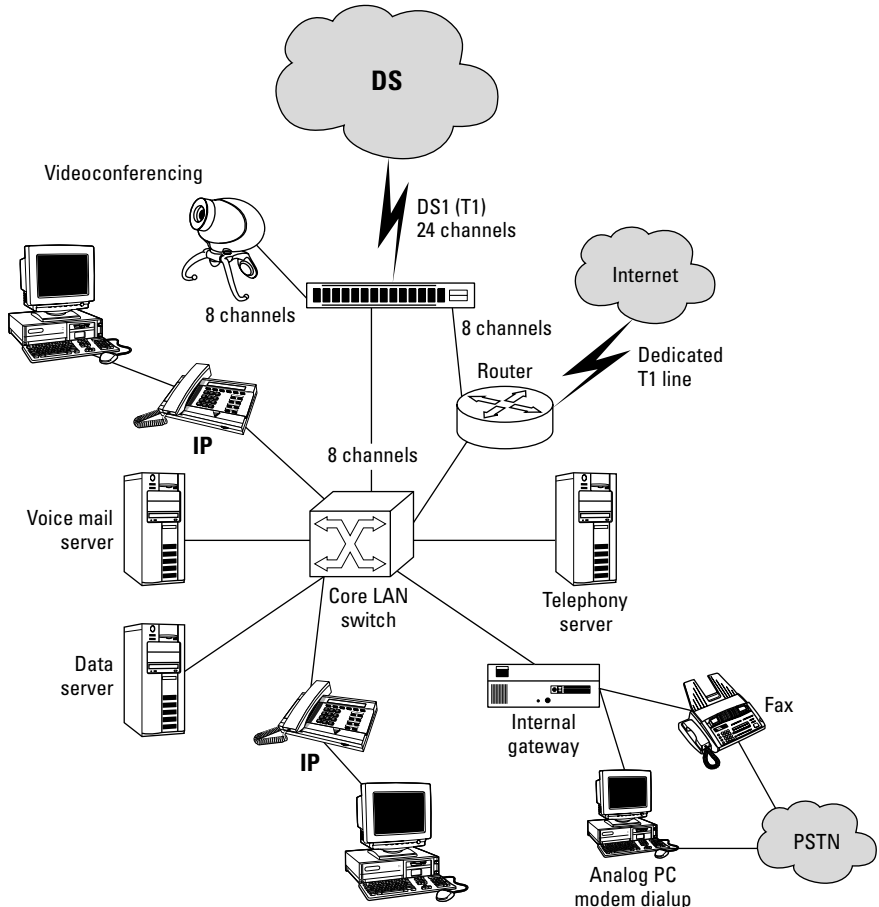 DS
Videoconferencing
DS1 (T1)
24 channels
Internet
8 channels
8 channels
Dedicated
T1 line
Router
IP
8 channels
Voice mail
server
Core LAN
switch
Telephony
server
Data
server
Internal
gateway
Fax
IP
PSTN
Analog PC
modem dialup